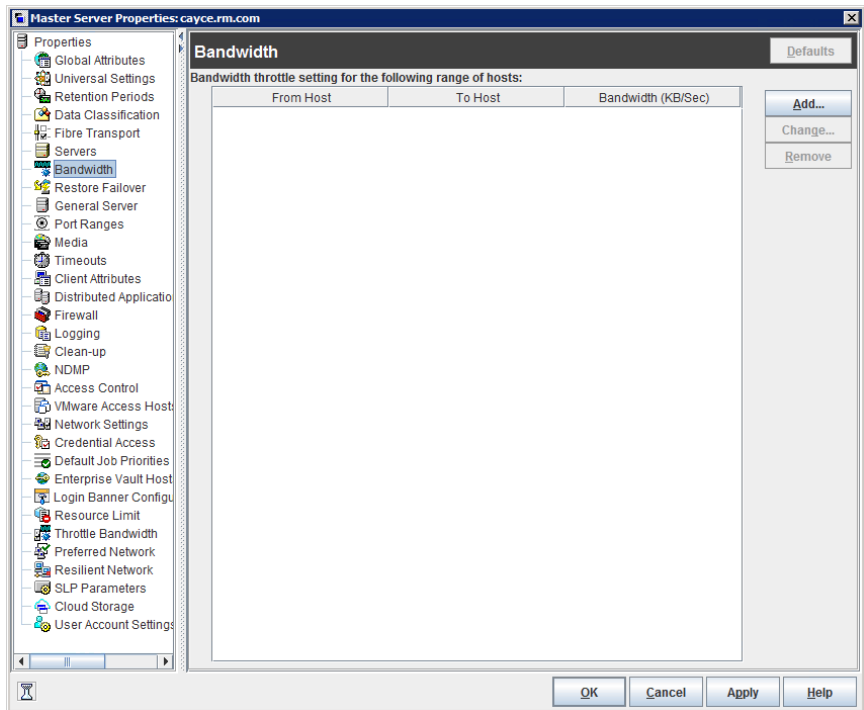 Master Server Properties: cayce.rm.com
Properties
Global Attributes
Universal Settings
Retention Periods
Data Classification
Fibre Transport
Servers
Bandwidth
Restore Failover
General Server
Port Ranges
Media
Timeouts
Client Attributes
Distributed Applicatio
Firewall
Logging
Clean-up
NDMP
Access Control
VMware Access Hosts
Network Settings
Credential Access
Default Job Priorities
Enterprise Vault Host
Login Banner Configu
Resource Limit
Throttle Bandwidth
Preferred Network
Resilient Network
SLP Parameters
Cloud Storage
User Account Settings
Bandwidth
Defaults
Bandwidth throttle setting for the following range of hosts:
From Host To Host Bandwidth (KB/Sec)
Add...
Change...
Remove
OK Cancel Apply Help